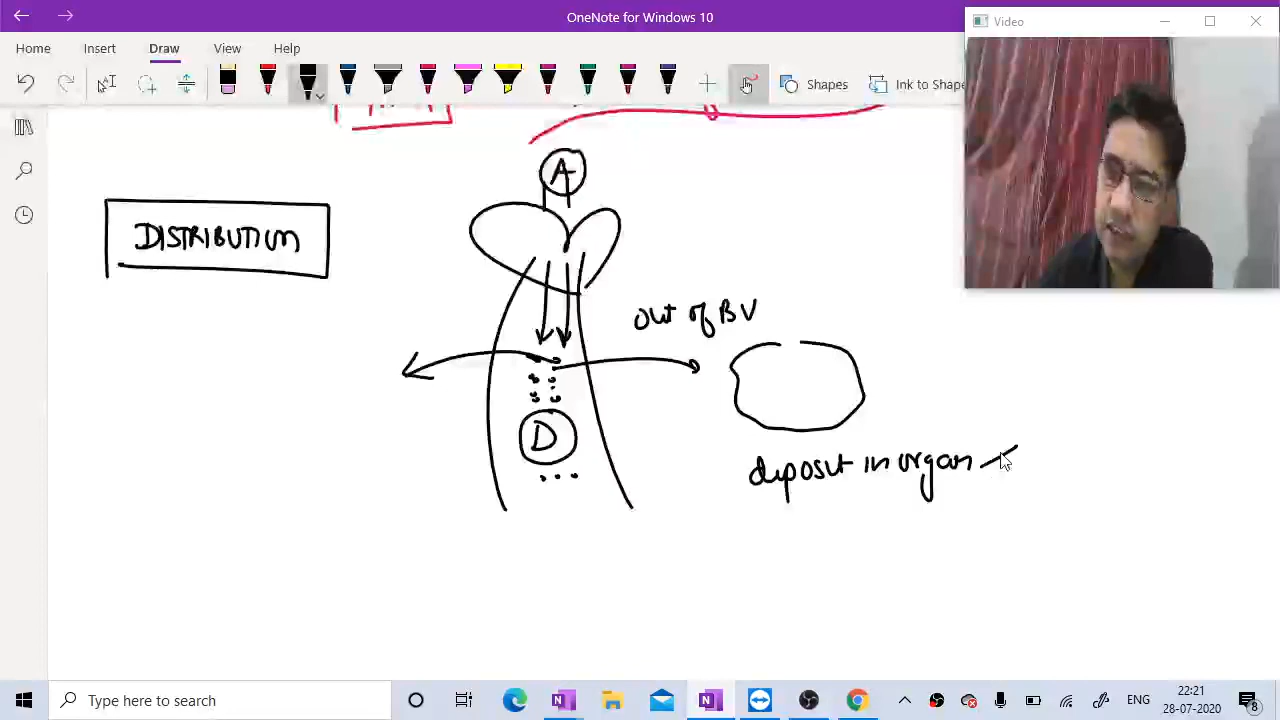 OneNote for Windows 10
Video
Home Insert Draw View Help
Shapes
Ink to Shape
A
DISTRIBUTION
out of BV
D
deposit in organ
Type here to search
ENG
22:21
28-07-2020
8